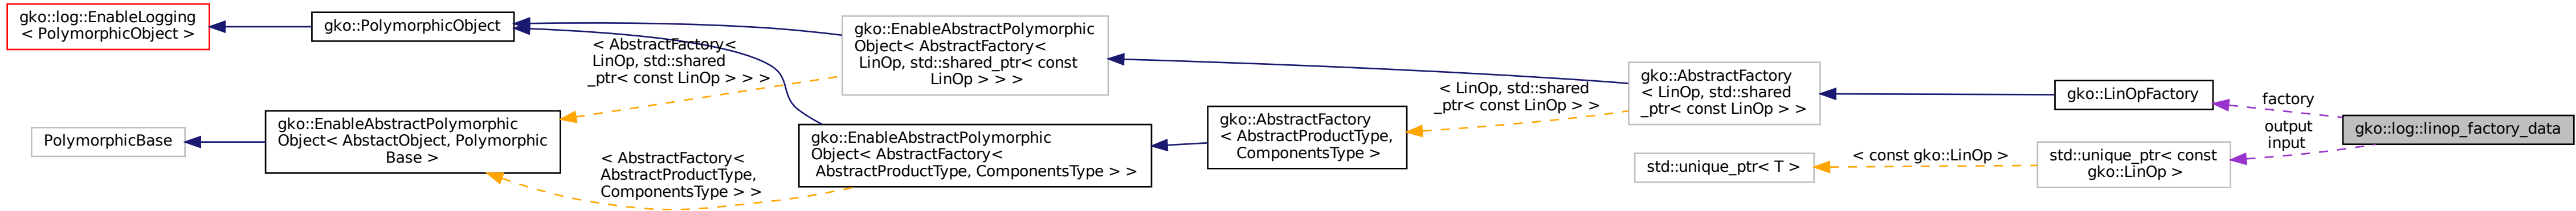 gko::log::EnableLogging
< PolymorphicObject >
gko::PolymorphicObject
< AbstractFactory<
LinOp, std::shared
_ptr< const LinOp > > >
gko::EnableAbstractPolymorphic
Object< AbstractFactory<
LinOp, std::shared_ptr< const
LinOp > > >
PolymorphicBase
gko::EnableAbstractPolymorphic
Object< AbstactObject, Polymorphic
Base >
< AbstractFactory<
AbstractProductType,
ComponentsType > >
gko::EnableAbstractPolymorphic
Object< AbstractFactory<
AbstractProductType, ComponentsType > >
gko::AbstractFactory
< AbstractProductType,
ComponentsType >
< LinOp, std::shared
_ptr< const LinOp > >
gko::AbstractFactory
< LinOp, std::shared
_ptr< const LinOp > >
gko::LinOpFactory
std::unique_ptr< T >
< const gko::LinOp >
std::unique_ptr< const
gko::LinOp >
factory
output
input
gko::log::linop_factory_data